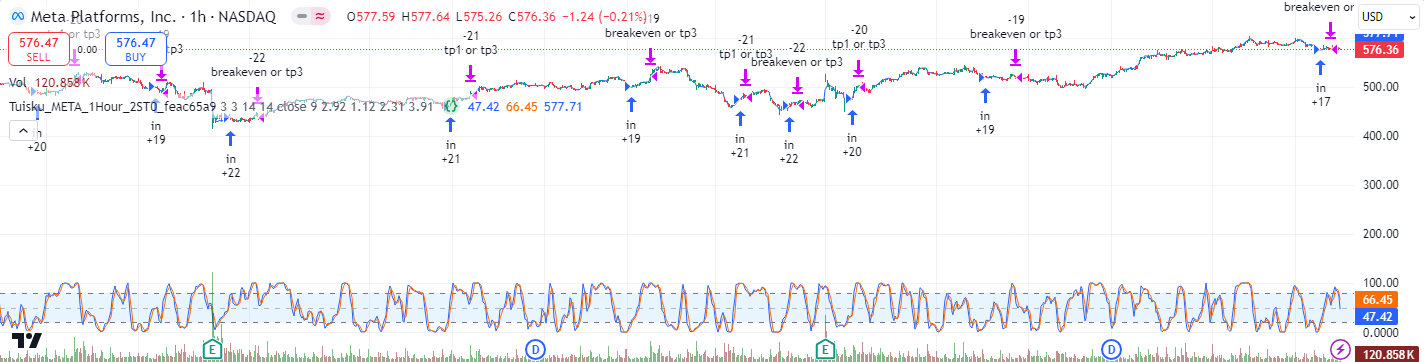 Meta Platforms, Inc. · 1h · NASDAQ
O577.59 H577.64 L575.26 C576.36 −1.24 (−0.21%)
USD
576.47
SELL
0.00
576.47
BUY
Vol 120.858K
Tuisku_META_1Hour_2STO_feac65a9 3 3 14 14 close 9 2.92 1.12 2.31 3.91 47.42 66.45 577.71
-20
tp1 or tp3
in
+20
tp3
in
+19
-22
breakeven or tp3
in
+22
-21
tp1 or tp3
in
+21
-19
breakeven or tp3
in
+19
-21
tp1 or tp3
in
+21
-22
breakeven or tp3
in
+22
-20
tp1 or tp3
in
+20
-19
breakeven or tp3
in
+19
breakeven or
in
+17
577.71
576.36
500.00
400.00
300.00
200.00
100.00
66.45
47.42
0.0000
120.858K
E
D
E
D